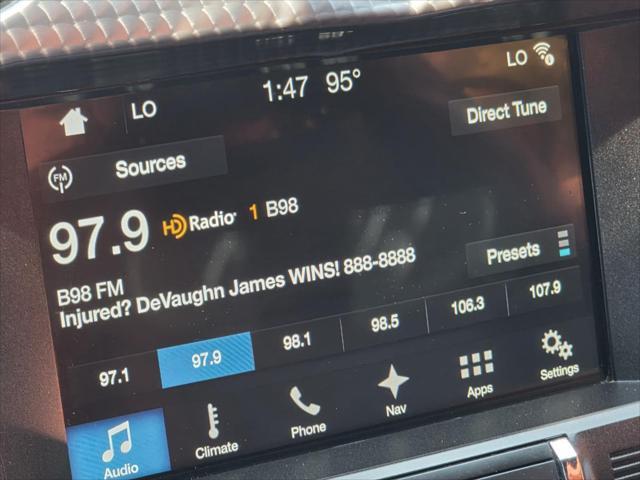 LO 1:47 95° LO
FM Sources Direct Tune
97.9 HD Radio 1 B98
B98 FM Presets
Injured? DeVaughn James WINS! 888-8888
97.1 97.9 98.1 98.5 106.3 107.9
Audio Climate Phone Nav Apps Settings